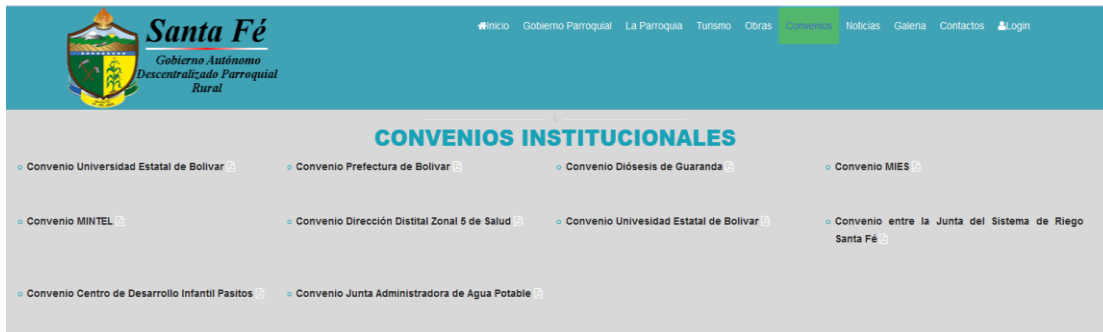 Santa Fé
Gobierno Autónomo
Descentralizado Parroquial
Rural
Inicio Gobierno Parroquial La Parroquia Turismo Obras Convenios Noticias Galeria Contactos Login
CONVENIOS INSTITUCIONALES
Convenio Universidad Estatal de Bolivar
Convenio Prefectura de Bolivar
Convenio Diósesis de Guaranda
Convenio MIES
Convenio MINTEL
Convenio Dirección Distital Zonal 5 de Salud
Convenio Univesidad Estatal de Bolivar
Convenio entre la Junta del Sistema de Riego
Santa Fé
Convenio Centro de Desarrollo Infantil Pasitos
Convenio Junta Administradora de Agua Potable